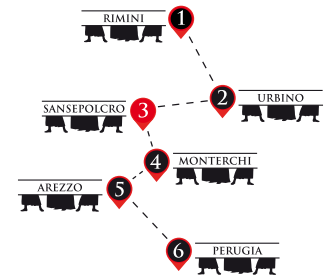 RIMINI 1
2 URBINO
SANSEPOLCRO 3
4 MONTERCHI
AREZZO 5
6 PERUGIA